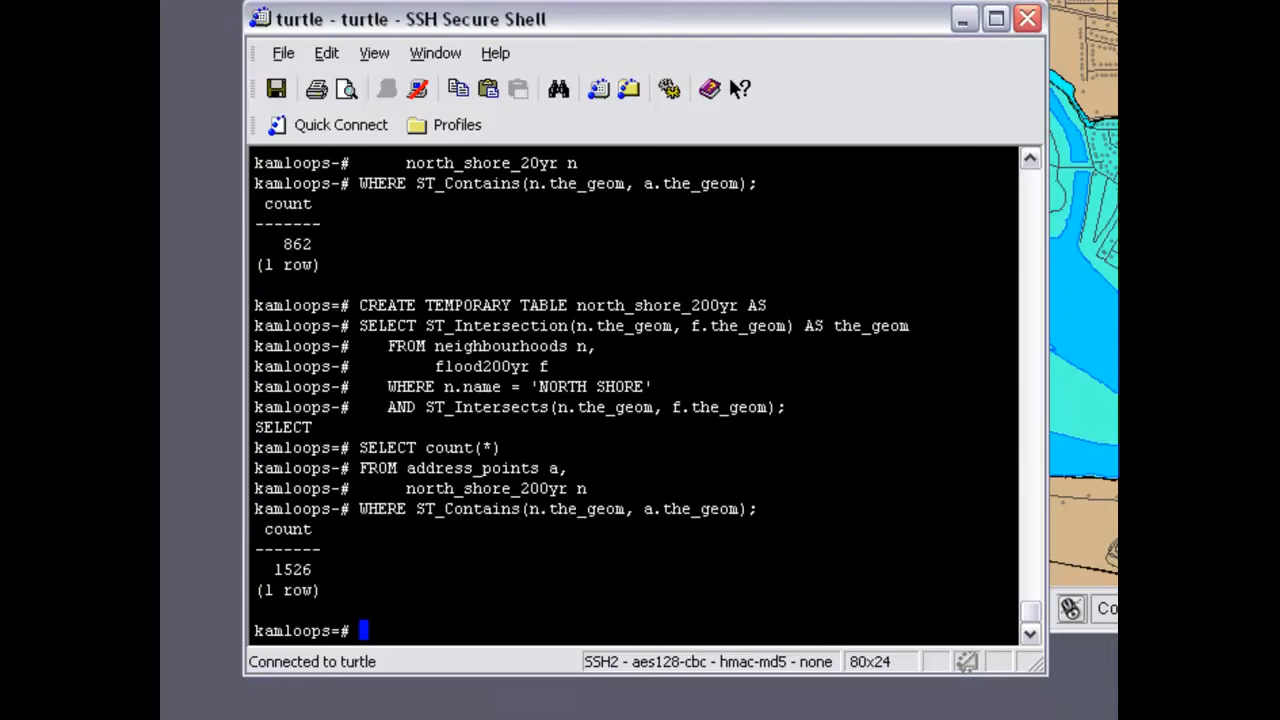 turtle - turtle - SSH Secure Shell
File Edit View Window Help
Quick Connect Profiles
kamloops-#      north_shore_20yr n
kamloops-# WHERE ST_Contains(n.the_geom, a.the_geom);
 count
-------
   862
(1 row)
kamloops=# CREATE TEMPORARY TABLE north_shore_200yr AS
kamloops-# SELECT ST_Intersection(n.the_geom, f.the_geom) AS the_geom
kamloops-#    FROM neighbourhoods n,
kamloops-#         flood200yr f
kamloops-#    WHERE n.name = 'NORTH SHORE'
kamloops-#    AND ST_Intersects(n.the_geom, f.the_geom);
SELECT
kamloops=# SELECT count(*)
kamloops-# FROM address_points a,
kamloops-#      north_shore_200yr n
kamloops-# WHERE ST_Contains(n.the_geom, a.the_geom);
 count
-------
  1526
(1 row)
kamloops=#
Co
Connected to turtle SSH2 - aes128-cbc - hmac-md5 - none 80x24